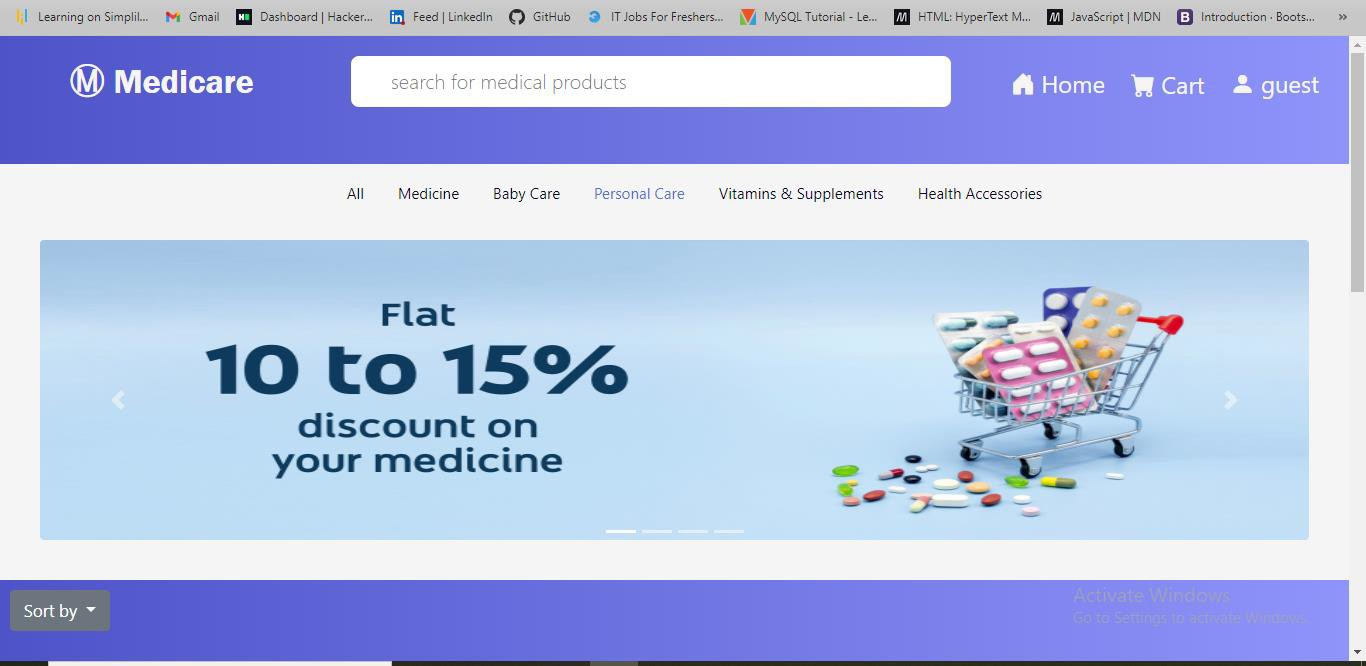 Learning on Simplil... Gmail Dashboard | Hacker... Feed | LinkedIn GitHub IT Jobs For Freshers... MySQL Tutorial - Le... HTML: HyperText M... JavaScript | MDN Introduction · Boots... »
Medicare search for medical products Home Cart guest
All Medicine Baby Care Personal Care Vitamins & Supplements Health Accessories
Flat
10 to 15%
discount on
your medicine
Sort by
Activate Windows
Go to Settings to activate Windows.